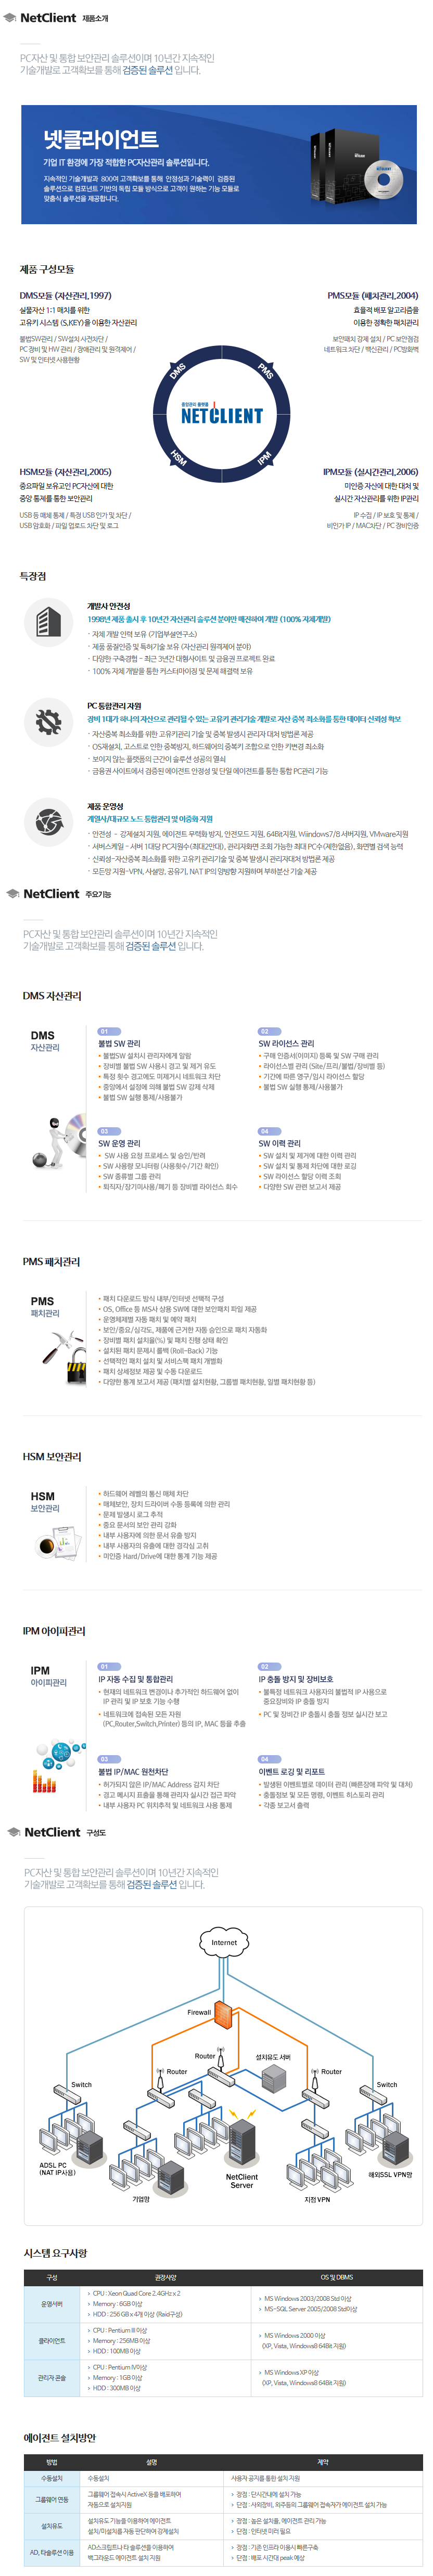 NetClient 제품소개
PC자산 및 통합 보안관리 솔루션이며 10년간 지속적인
기술개발로 고객확보를 통해 검증된 솔루션 입니다.
넷클라이언트
기업 IT 환경에 가장 적합한 PC자산관리 솔루션입니다.
지속적인 기술개발과 800여 고객확보를 통해 안정성과 기술력이 검증된
솔루션으로 컴포넌트 기반의 독립 모듈 방식으로 고객이 원하는 기능 모듈로
맞춤식 솔루션을 제공합니다.
제품 구성모듈
DMS모듈 (자산관리,1997)
실물자산 1:1 매치를 위한
고유키 시스템 (S,KEY)을 이용한 자산관리
불법SW관리 / SW설치 사전차단 /
PC 장비 및 HW 관리 / 장애관리 및 원격제어 /
SW 및 인터넷 사용현황
PMS모듈 (패치관리,2004)
효율적 배포 알고리즘을
이용한 정확한 패치관리
보안패치 강제 설치 / PC 보안점검
네트워크 차단 / 백신관리 / PC방화벽
DMS
PMS
통합관리 플랫폼
NETCLIENT
HSM
IPM
HSM모듈 (자산관리,2005)
중요파일 보유고인 PC자산에 대한
중앙 통제를 통한 보안관리
USB 등 매체 통제 / 특정 USB 인가 및 차단 /
USB 암호화 / 파일 업로드 차단 및 로그
IPM모듈 (실시간관리,2006)
미인증 자산에 대한 대처 및
실시간 자산관리를 위한 IP관리
IP 수집 / IP 보호 및 통제 /
비인가 IP / MAC차단 / PC 장비인증
특장점
개발사 안전성
1998년 제품 출시 후 10년간 자산관리 솔루션 분야만 매진하여 개발 (100% 자체개발)
- 자체 개발 인력 보유 (기업부설연구소)
- 제품 품질인증 및 특허기술 보유 (자산관리 원격제어 분야)
- 다양한 구축경험 - 최근 3년간 대형사이트 및 금융권 프로젝트 완료
- 100% 자체 개발을 통한 커스터마이징 및 문제 해결력 보유
PC 통합관리 자원
장비 1대가 하나의 자산으로 관리될 수 있는 고유키 관리기술 개발로 자산 중복 최소화를 통한 데이터 신뢰성 확보
- 자산중복 최소화를 위한 고유키관리 기술 및 중복 발생시 관리자 대처 방법론 제공
- OS재설치, 고스트로 인한 중복방지, 하드웨어의 중복키 조합으로 인한 키변경 최소화
- 보이지 않는 플랫폼의 근간이 솔루션 성공의 열쇠
- 금융권 사이트에서 검증된 에이전트 안정성 및 단일 에이전트를 통한 통합 PC관리 기능
제품 운영성
계열사/대규모 노드 통합관리 및 이중화 지원
- 안전성 - 강제설치 지원, 에이전트 무력화 방지, 안전모드 지원, 64Bit지원, Wiindows7/8 서버지원, VMware지원
- 서버스케일 - 서버 1대당 PC지원수(최대2만대), 관리자화면 조회 가능한 최대 PC수(제한없음), 화면별 검색 능력
- 신뢰성-자산중복 최소화를 위한 고유키 관리기술 및 중복 발생시 관리자대처 방법론 제공
- 모든망 지원-VPN, 사설망, 공유기, NAT IP의 양방향 지원하며 부하분산 기술 제공
NetClient 주요기능
PC자산 및 통합 보안관리 솔루션이며 10년간 지속적인
기술개발로 고객확보를 통해 검증된 솔루션 입니다.
DMS 자산관리
DMS
자산관리
01
불법 SW 관리
불법SW 설치시 관리자에게 알람
장비별 불법 SW 사용시 경고 및 제거 유도
특정 횟수 경고에도 미제거시 네트워크 차단
중앙에서 설정에 의해 불법 SW 강제 삭제
불법 SW 실행 통제/사용불가
02
SW 라이선스 관리
구매 인증서(이미지) 등록 및 SW 구매 관리
라이선스별 관리 (Site/프리/불법/장비별 등)
기간에 따른 영구/임시 라이선스 할당
불법 SW 실행 통제/사용불가
03
SW 운영 관리
SW 사용 요청 프로세스 및 승인/반려
SW 사용량 모니터링 (사용횟수/기간 확인)
SW 종류별 그룹 관리
퇴직자/장기미사용/폐기 등 장비별 라이선스 회수
04
SW 이력 관리
SW 설치 및 제거에 대한 이력 관리
SW 설치 및 통제 차단에 대한 로깅
SW 라이선스 할당 이력 조회
다양한 SW 관련 보고서 제공
PMS 패치관리
PMS
패치관리
패치 다운로드 방식 내부/인터넷 선택적 구성
OS, Office 등 MS사 상용 SW에 대한 보안패치 파일 제공
운영체제별 자동 패치 및 예약 패치
보안/중요/심각도, 제품에 근거한 자동 승인으로 패치 자동화
장비별 패치 설치율(%) 및 패치 진행 상태 확인
설치된 패치 문제시 롤백 (Roll-Back) 기능
선택적인 패치 설치 및 서비스팩 패치 개별화
패치 상세정보 제공 및 수동 다운로드
다양한 통계 보고서 제공 (패치별 설치현황, 그룹별 패치현황, 일별 패치현황 등)
HSM 보안관리
HSM
보안관리
하드웨어 레벨의 통신 매체 차단
매체보안, 장치 드라이버 수동 등록에 의한 관리
문제 발생시 로그 추적
중요 문서의 보안 관리 강화
내부 사용자에 의한 문서 유출 방지
내부 사용자의 유출에 대한 경각심 고취
미인증 Hard/Drive에 대한 통계 기능 제공
IPM 아이피관리
IPM
아이피관리
01
IP 자동 수집 및 통합관리
현재의 네트워크 변경이나 추가적인 하드웨어 없이
IP 관리 및 IP 보호 기능 수행
네트워크에 접속된 모든 자원
(PC,Router,Switch,Printer) 등의 IP, MAC 등을 추출
02
IP 충돌 방지 및 장비보호
불특정 네트워크 사용자의 불법적 IP 사용으로
중요장비와 IP 충돌 방지
PC 및 장비간 IP 충돌시 충돌 정보 실시간 보고
03
불법 IP/MAC 원천차단
허가되지 않은 IP/MAC Address 감지 차단
경고 메시지 표출을 통해 관리자 실시간 접근 파악
내부 사용자 PC 위치추적 및 네트워크 사용 통제
04
이벤트 로깅 및 리포트
발생된 이벤트별로 데이터 관리 (빠른장애 파악 및 대처)
충돌정보 및 모든 명령, 이벤트 히스토리 관리
각종 보고서 출력
NetClient 구성도
PC자산 및 통합 보안관리 솔루션이며 10년간 지속적인
기술개발로 고객확보를 통해 검증된 솔루션 입니다.
Internet
Firewall
Router
설치유도 서버
Switch
Router
Router
Switch
ADSL PC
(NAT IP사용)
기업망
NetClient
Server
지점 VPN
해외SSL VPN망
시스템 요구사항
구성 권장사양 OS 및 DBMS
운영서버
CPU : Xeon Quad Core 2.4GHz x 2
Memory : 6GB 이상
HDD : 256 GB x 4개 이상 (Raid구성)
MS Windows 2003/2008 Std 이상
MS-SQL Server 2005/2008 Std이상
클라이언트
CPU : Pentium III 이상
Memory : 256MB 이상
HDD : 100MB 이상
MS Windows 2000 이상
(XP, Vista, Windows8 64Bit 지원)
관리자 콘솔
CPU : Pentium IV이상
Memory : 1GB 이상
HDD : 300MB 이상
MS Windows XP 이상
(XP, Vista, Windows8 64Bit 지원)
에이전트 설치방안
방법 설명 제약
수동설치 수동설치 사용자 공지를 통한 설치 지원
그룹웨어 연동
그룹웨어 접속시 ActiveX 등을 배포하여
자동으로 설치지원
장점 : 단시간내에 설치 가능
단점 : 사외장비, 외주등의 그룹웨어 접속자가 에이전트 설치 가능
설치유도
설치유도 기능을 이용하여 에이전트
설치/미설치를 자동 판단하여 강제설치
장점 : 높은 설치율, 에이전트 관리 가능
단점 : 인터넷 미러 필요
AD, 타솔루션 이용
AD스크립트나 타 솔루션을 이용하여
백그라운드 에이전트 설치 지원
장점 : 기존 인프라 이용시 빠른구축
단점 : 배포 시간대 peak 예상